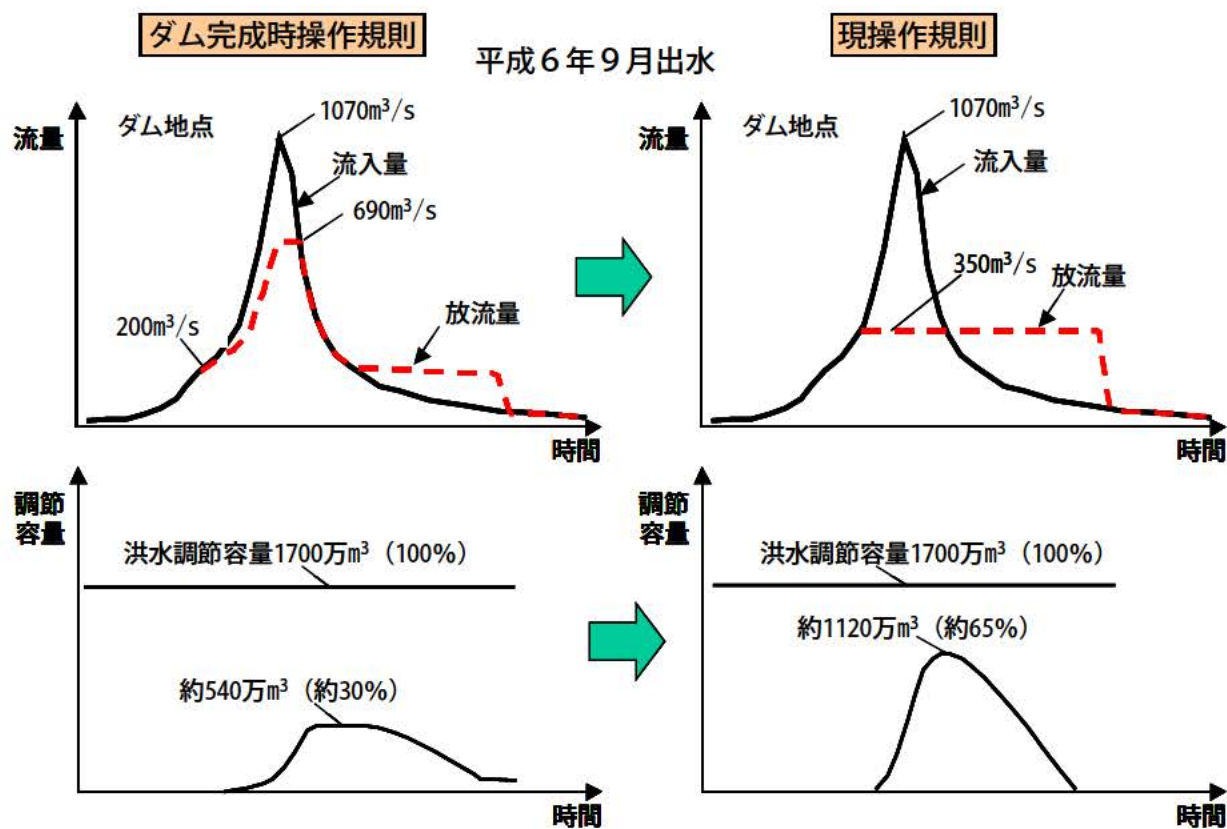 ダム完成時操作規則
平成6年9月出水
現操作規則
流量
ダム地点
1070m³/s
流入量
690m³/s
200m³/s
放流量
時間
流量
ダム地点
1070m³/s
流入量
350m³/s
放流量
時間
調節
容量
洪水調節容量1700万m³（100%）
約540万m³（約30%）
時間
調節
容量
洪水調節容量1700万m³（100%）
約1120万m³（約65%）
時間